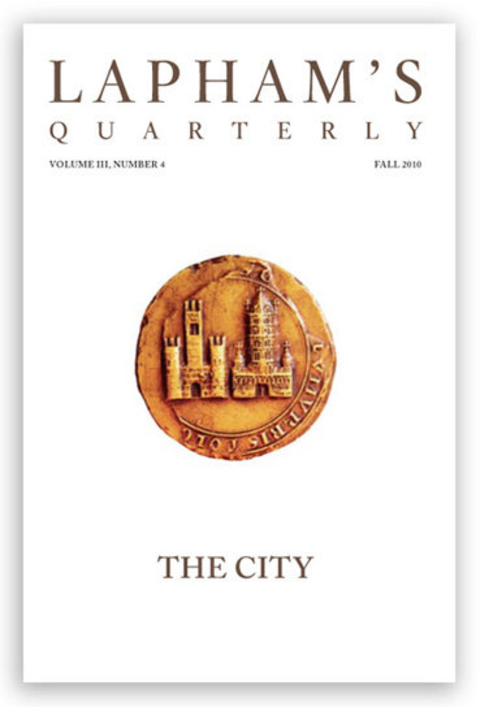 LAPHAM'S
QUARTERLY
VOLUME III, NUMBER 4 FALL 2010
THE CITY